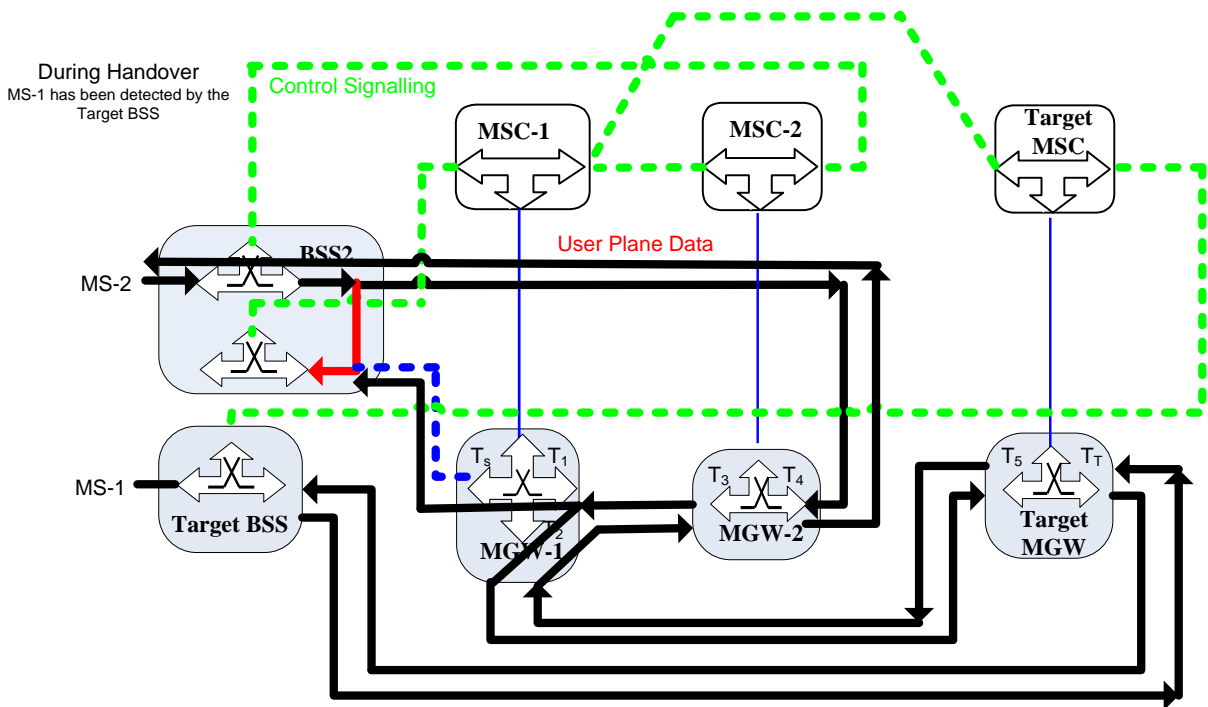 During Handover
MS-1 has been detected by the
Target BSS
Control Signalling
MSC-1
MSC-2
Target
MSC
User Plane Data
BSS2
MS-2
MS-1
Target BSS
TS
T1
T2
MGW-1
T3
T4
MGW-2
T5
TT
Target
MGW